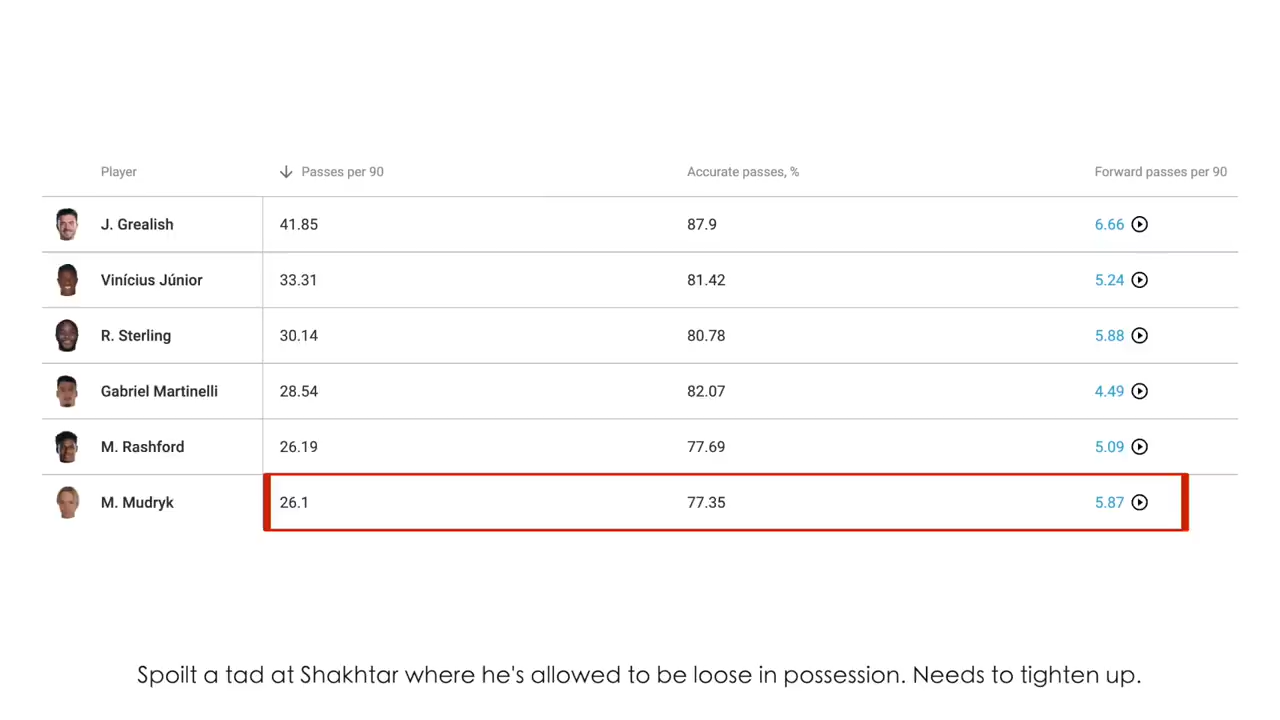 Player Passes per 90 Accurate passes, % Forward passes per 90
J. Grealish 41.85 87.9 6.66
Vinícius Júnior 33.31 81.42 5.24
R. Sterling 30.14 80.78 5.88
Gabriel Martinelli 28.54 82.07 4.49
M. Rashford 26.19 77.69 5.09
M. Mudryk 26.1 77.35 5.87
Spoilt a tad at Shakhtar where he's allowed to be loose in possession. Needs to tighten up.